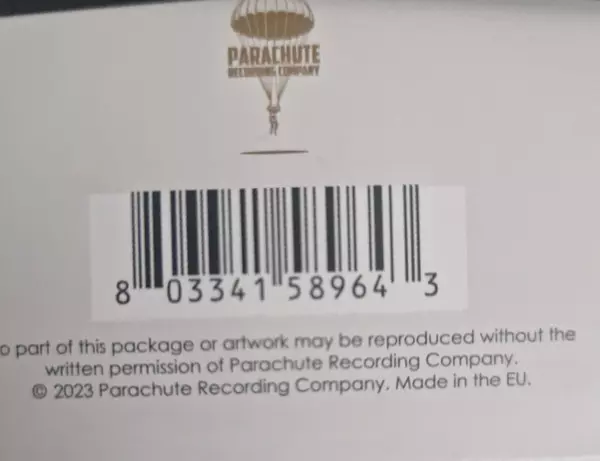 PARACHUTE
RECORDING COMPANY
8 03341 58964 3
o part of this package or artwork may be reproduced without the
written permission of Parachute Recording Company.
© 2023 Parachute Recording Company. Made in the EU.